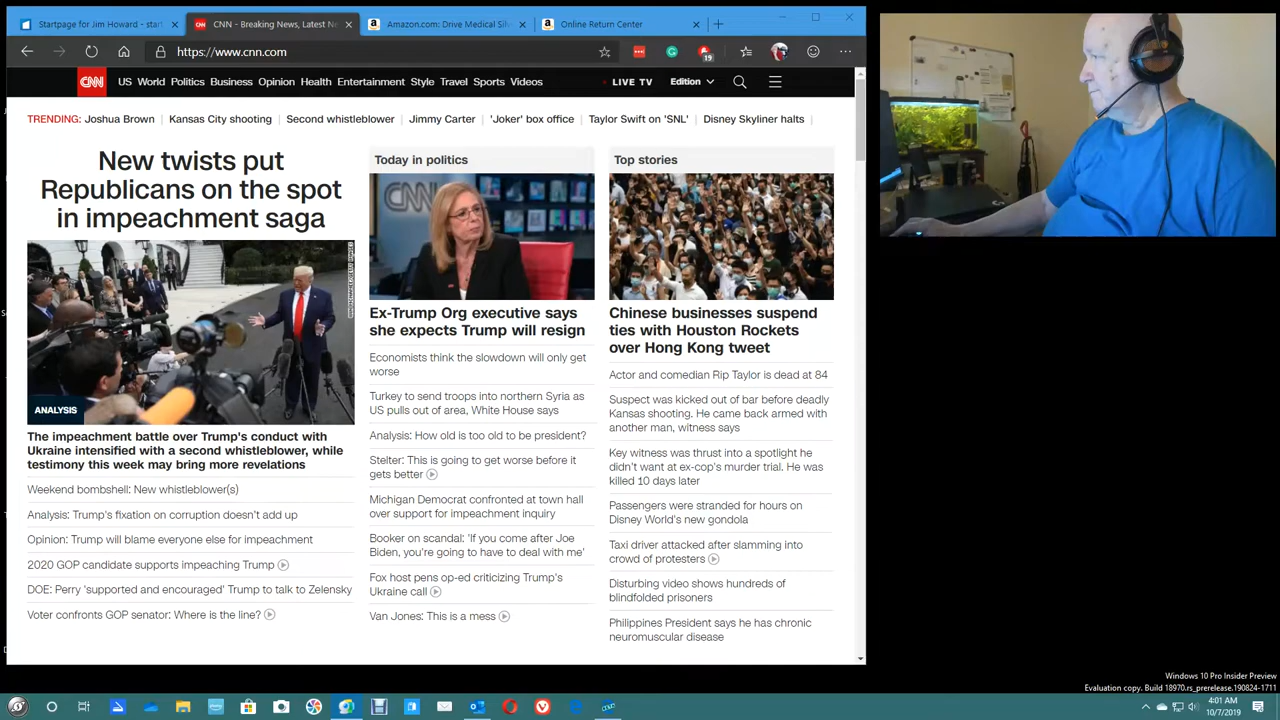 Startpage for Jim Howard - start
CNN - Breaking News, Latest Ne
Amazon.com: Drive Medical Silv
Online Return Center
https://www.cnn.com
19
CNN
US World Politics Business Opinion Health Entertainment Style Travel Sports Videos
LIVE TV
Edition
TRENDING: Joshua Brown | Kansas City shooting | Second whistleblower | Jimmy Carter | 'Joker' box office | Taylor Swift on 'SNL' | Disney Skyliner halts |
New twists put
Republicans on the spot
in impeachment saga
ANALYSIS
The impeachment battle over Trump's conduct with
Ukraine intensified with a second whistleblower, while
testimony this week may bring more revelations
Weekend bombshell: New whistleblower(s)
Analysis: Trump's fixation on corruption doesn't add up
Opinion: Trump will blame everyone else for impeachment
2020 GOP candidate supports impeaching Trump
DOE: Perry 'supported and encouraged' Trump to talk to Zelensky
Voter confronts GOP senator: Where is the line?
Today in politics
CNN
Ex-Trump Org executive says
she expects Trump will resign
Economists think the slowdown will only get
worse
Turkey to send troops into northern Syria as
US pulls out of area, White House says
Analysis: How old is too old to be president?
Stelter: This is going to get worse before it
gets better
Michigan Democrat confronted at town hall
over support for impeachment inquiry
Booker on scandal: 'If you come after Joe
Biden, you're going to have to deal with me'
Fox host pens op-ed criticizing Trump's
Ukraine call
Van Jones: This is a mess
Top stories
Chinese businesses suspend
ties with Houston Rockets
over Hong Kong tweet
Actor and comedian Rip Taylor is dead at 84
Suspect was kicked out of bar before deadly
Kansas shooting. He came back armed with
another man, witness says
Key witness was thrust into a spotlight he
didn't want at ex-cop's murder trial. He was
killed 10 days later
Passengers were stranded for hours on
Disney World's new gondola
Taxi driver attacked after slamming into
crowd of protesters
Disturbing video shows hundreds of
blindfolded prisoners
Philippines President says he has chronic
neuromuscular disease
Windows 10 Pro Insider Preview
Evaluation copy. Build 18970.rs_prerelease.190824-1711
4:01 AM
10/7/2019